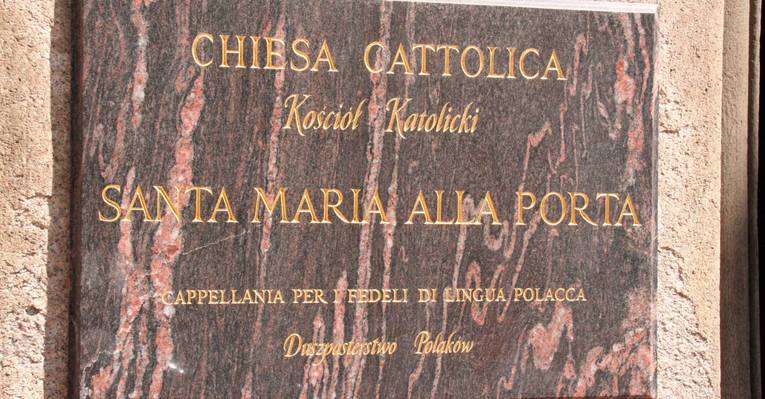 CHIESA CATTOLICA
Kościół Katolicki
SANTA MARIA ALLA PORTA
CAPPELLANIA PER I FEDELI DI LINGUA POLACCA
Duszpasterstwo Polaków